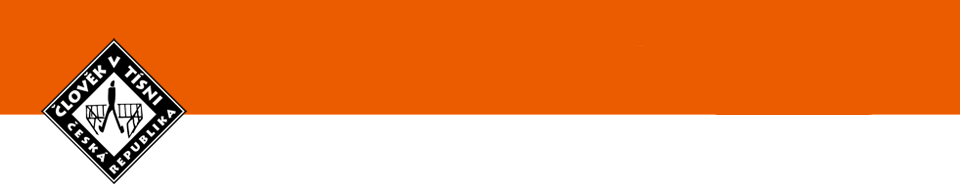 ČLOVĚK V TÍSNI
ČESKÁ REPUBLIKA